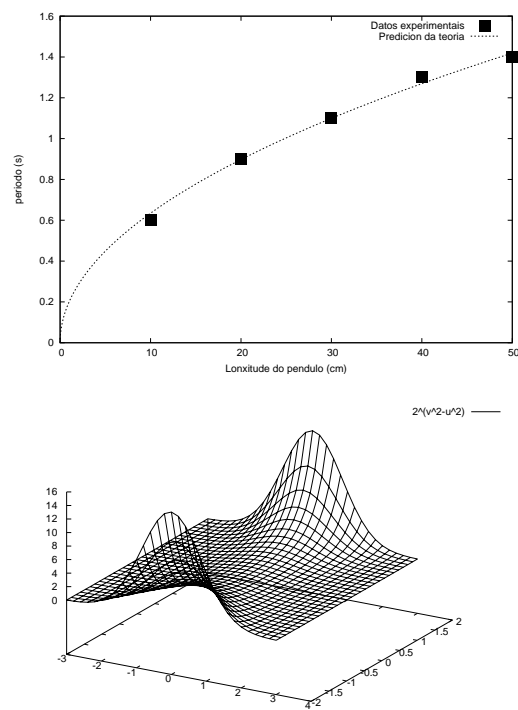 1.6
1.4
1.2
1
0.8
0.6
0.4
0.2
0
Datos experimentais
Predicion da teoria
periodo (s)
0 10 20 30 40 50
Lonxitude do pendulo (cm)
2^(v^2-u^2)
16
14
12
10
8
6
4
2
0
-3 -2 -1 0 1 2 3 4
-2 -1.5 -1 -0.5 0 0.5 1 1.5 2